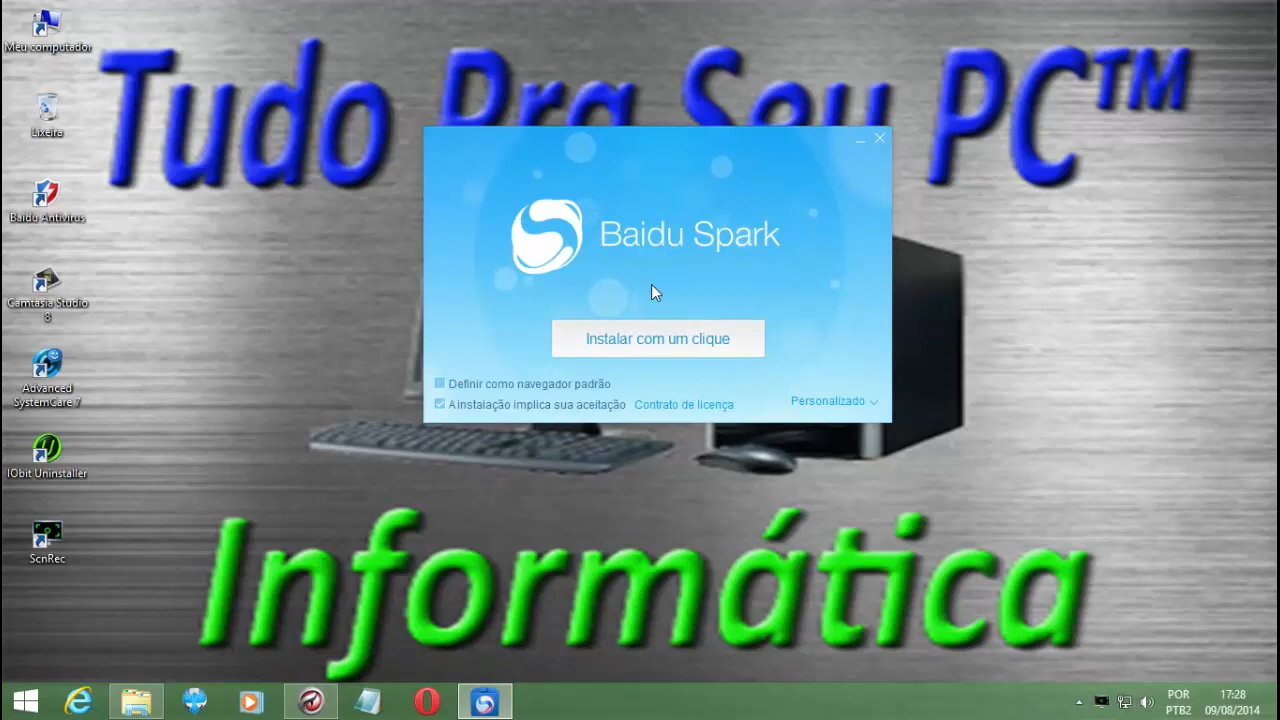 Tudo Pra Seu PC™
Meu computador
Lixeira
Baidu Antivirus
Camtasia Studio
8
Advanced
SystemCare 7
IObit Uninstaller
ScnRec
Baidu Spark
Instalar com um clique
Definir como navegador padrão
A instalação implica sua aceitação Contrato de licença
Personalizado
Informática
POR
PTB2
17:28
09/08/2014